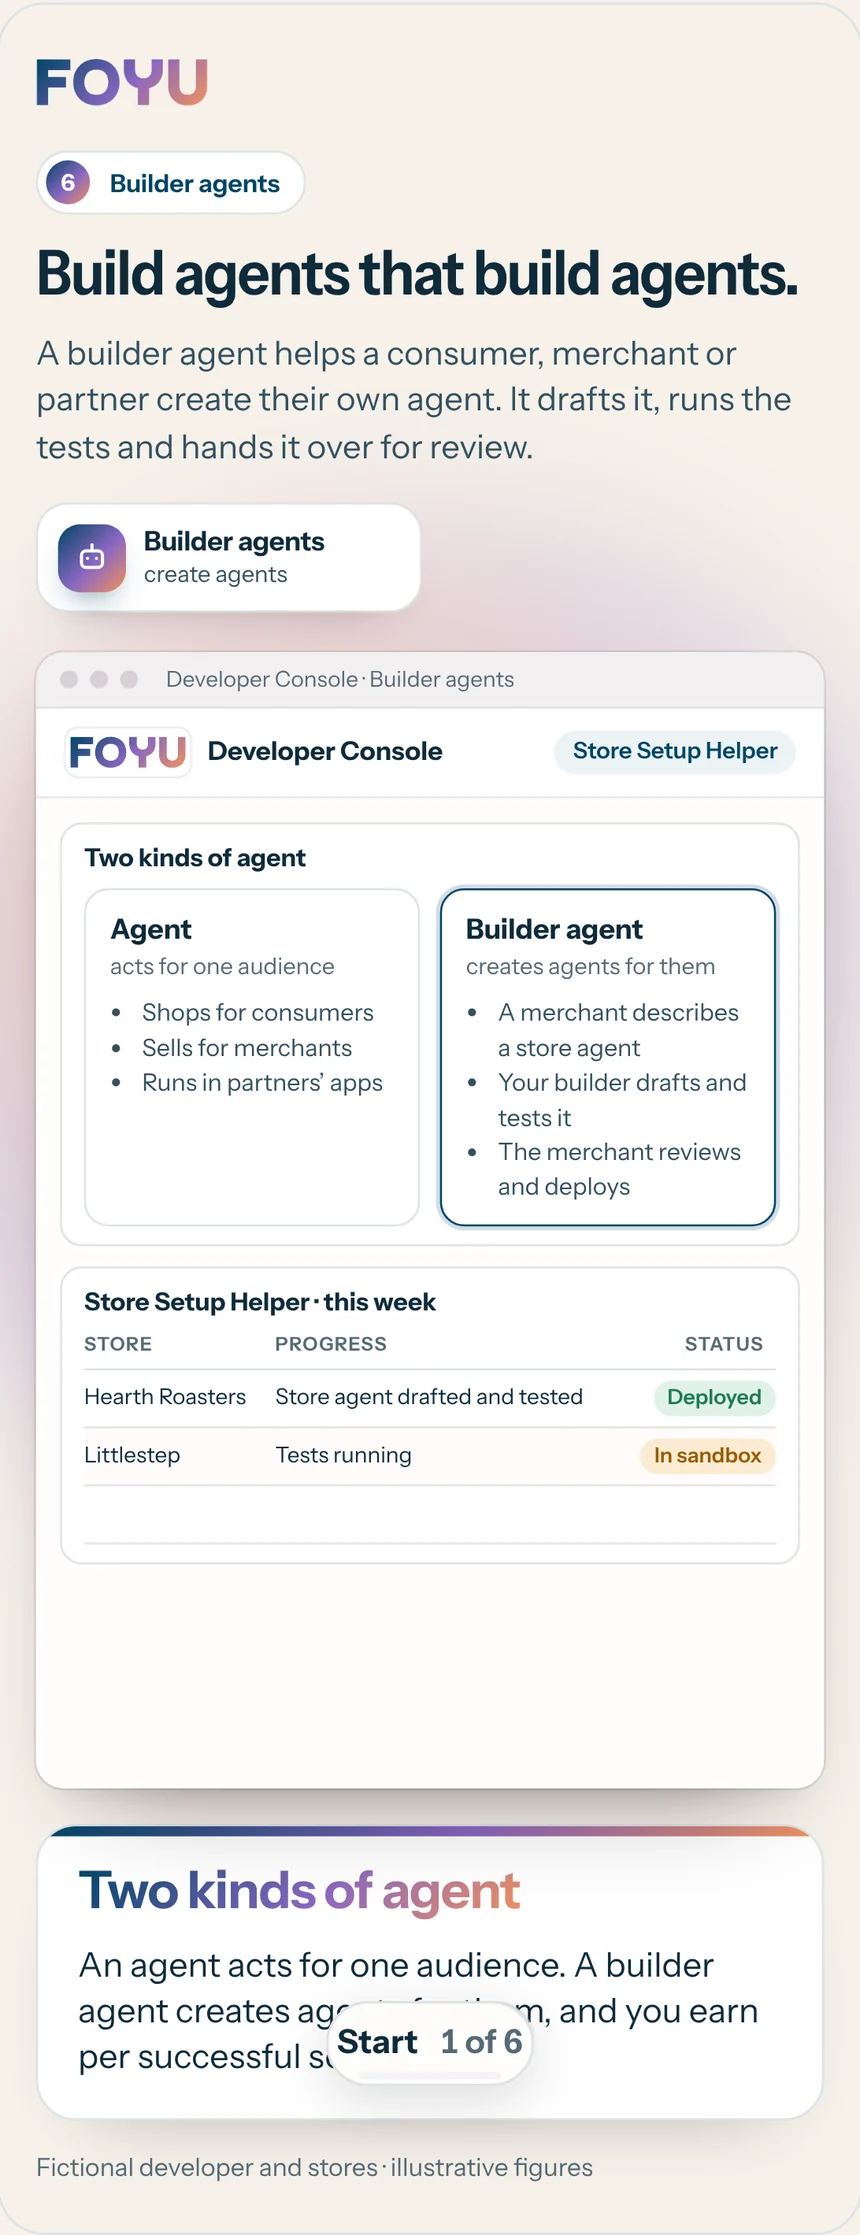 FOYU
6 Builder agents
Build agents that build agents.
A builder agent helps a consumer, merchant or
partner create their own agent. It drafts it, runs the
tests and hands it over for review.
Builder agents
create agents
Developer Console · Builder agents
FOYU Developer Console Store Setup Helper
Two kinds of agent
Agent
acts for one audience
• Shops for consumers
• Sells for merchants
• Runs in partners’ apps
Builder agent
creates agents for them
• A merchant describes
a store agent
• Your builder drafts and
tests it
• The merchant reviews
and deploys
Store Setup Helper · this week
STORE PROGRESS STATUS
Hearth Roasters Store agent drafted and tested Deployed
Littlestep Tests running In sandbox
Two kinds of agent
An agent acts for one audience. A builder
agent creates and you earn
per successful
Start 1 of 6
Fictional developer and stores · illustrative figures